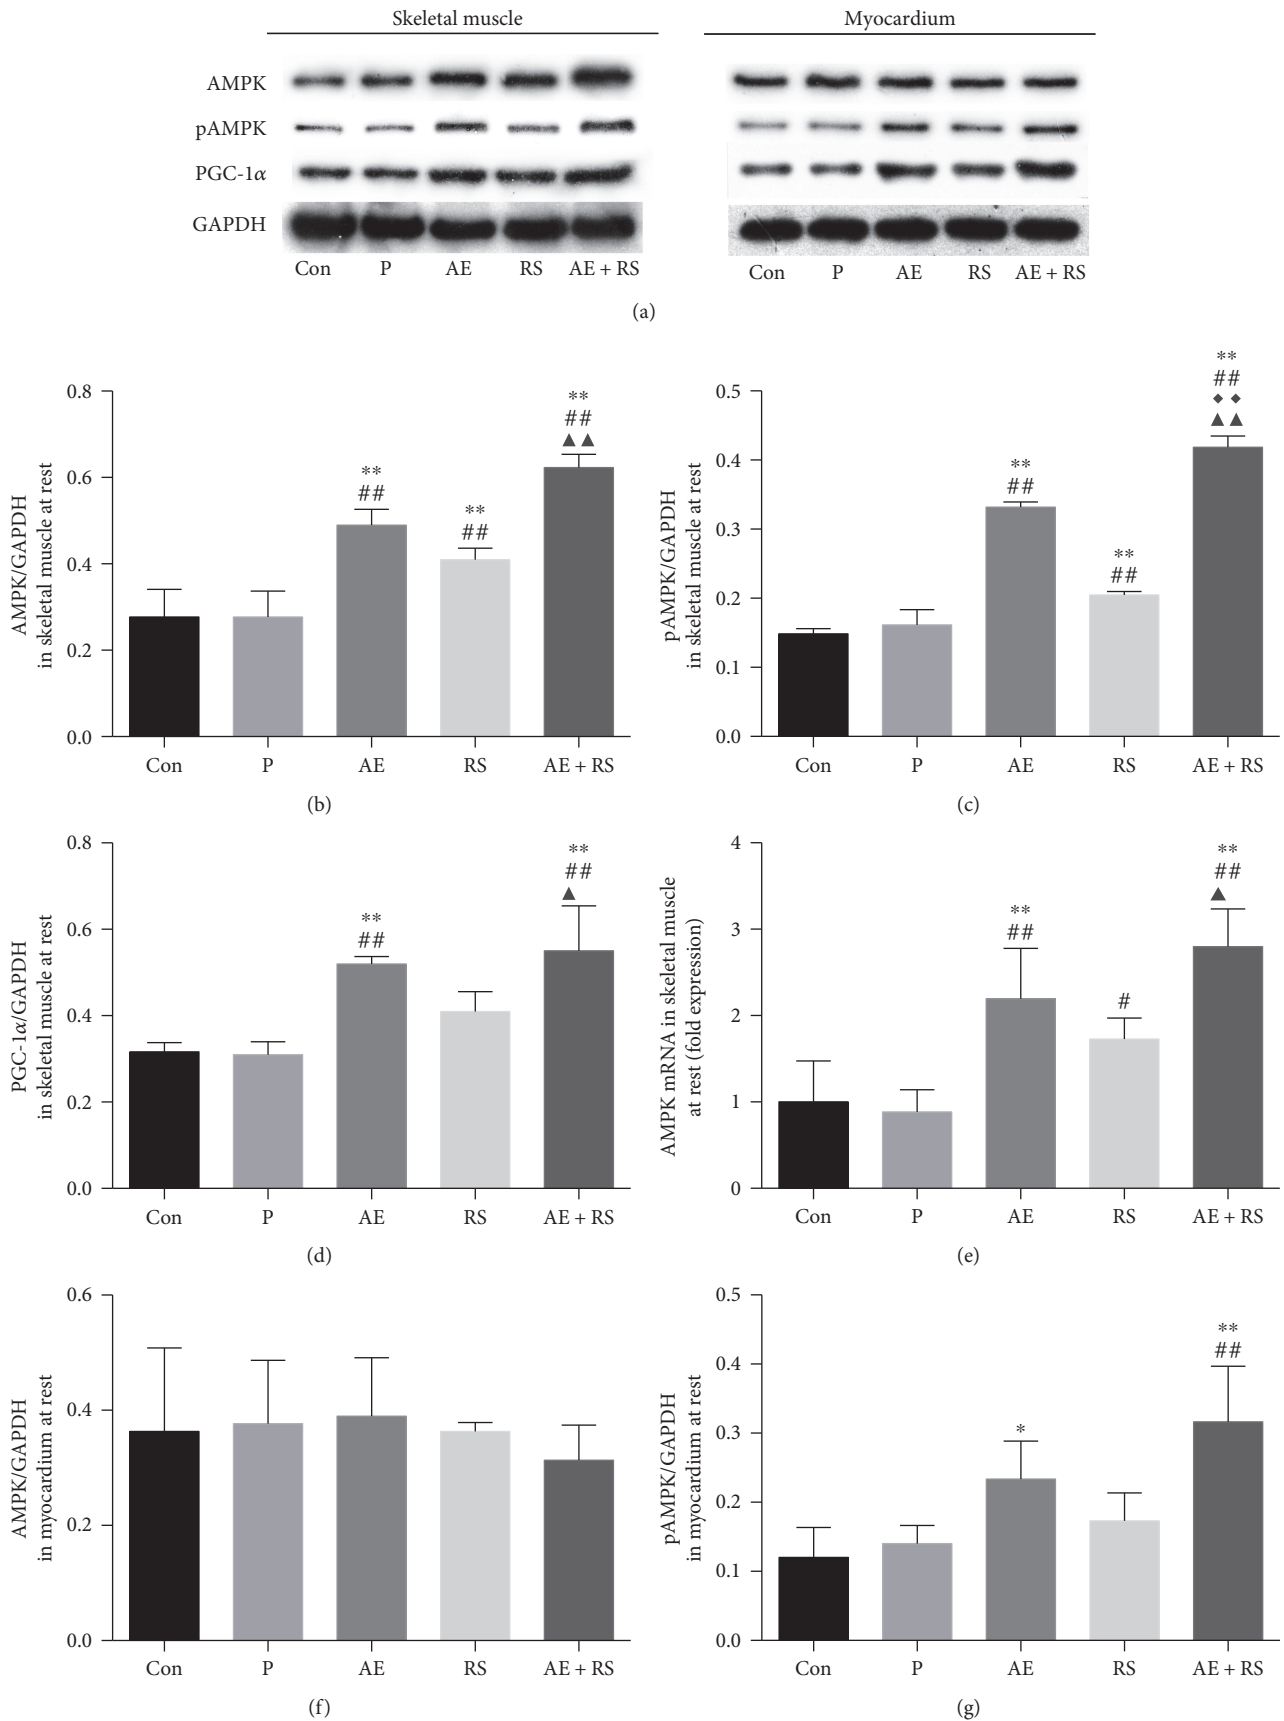 Skeletal muscle
Myocardium
AMPK
pAMPK
PGC-1α
GAPDH
Con P AE RS AE + RS
Con P AE RS AE + RS
(a)
AMPK/GAPDH
in skeletal muscle at rest
0.8
0.6
0.4
0.2
0.0
**
##
**
##
**
##
▲▲
Con P AE RS AE + RS
(b)
pAMPK/GAPDH
in skeletal muscle at rest
0.5
0.4
0.3
0.2
0.1
0.0
**
##
**
##
**
##
◆◆
▲▲
Con P AE RS AE + RS
(c)
PGC-1α/GAPDH
in skeletal muscle at rest
0.8
0.6
0.4
0.2
0.0
**
##
**
##
▲
Con P AE RS AE + RS
(d)
AMPK mRNA in skeletal muscle
at rest (fold expression)
4
3
2
1
0
**
##
#
**
##
▲
Con P AE RS AE + RS
(e)
AMPK/GAPDH
in myocardium at rest
0.6
0.4
0.2
0.0
Con P AE RS AE + RS
(f)
pAMPK/GAPDH
in myocardium at rest
0.5
0.4
0.3
0.2
0.1
0.0
*
**
##
Con P AE RS AE + RS
(g)